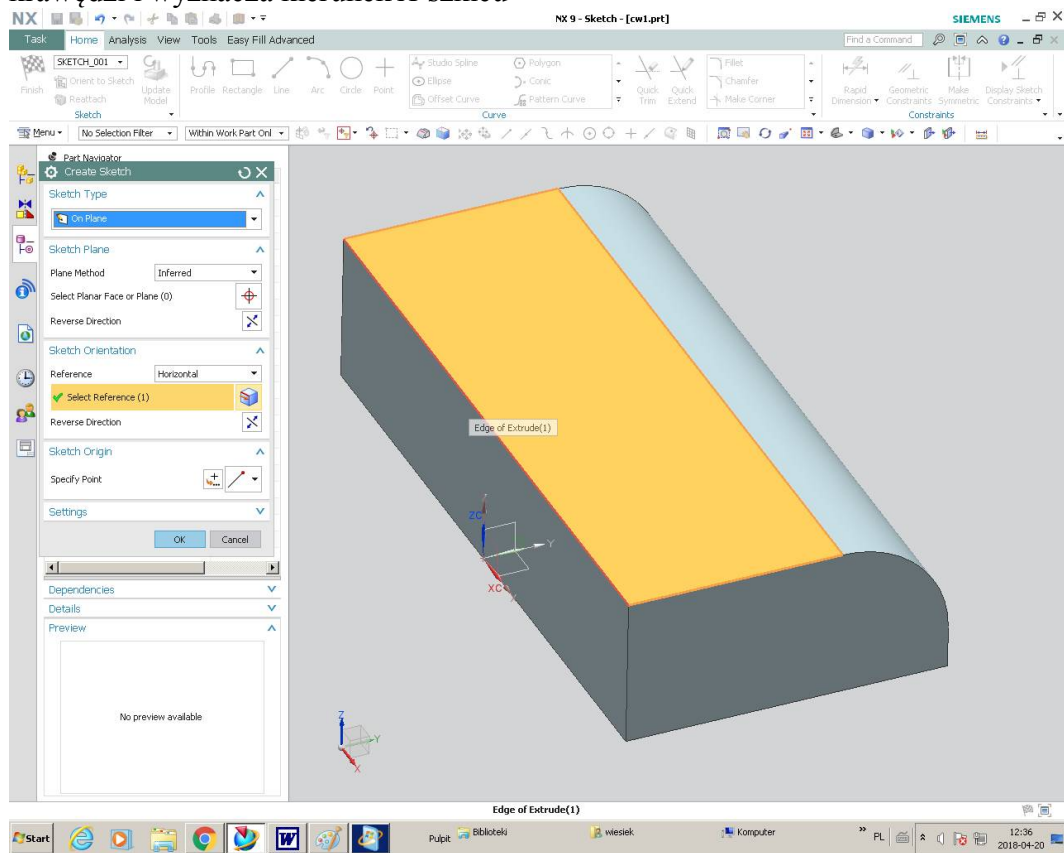 NX 9 - Sketch - [cw1.prt]
SIEMENS
NX
Task Home Analysis View Tools Easy Fill Advanced
Find a Command
Finish
SKETCH_001
Orient to Sketch
Reattach
Update Model
Sketch
Profile Rectangle Line Arc Circle Point
Studio Spline
Ellipse
Offset Curve
Polygon
Conic
Pattern Curve
Quick Trim
Quick Extend
Fillet
Chamfer
Make Corner
Curve
Rapid Dimension
Geometric Constraints
Make Symmetric
Display Sketch Constraints
Constraints
Menu
No Selection Filter
Within Work Part Onl
Part Navigator
Create Sketch
Sketch Type
On Plane
Sketch Plane
Plane Method Inferred
Select Planar Face or Plane (0)
Reverse Direction
Sketch Orientation
Reference Horizontal
Select Reference (1)
Reverse Direction
Sketch Origin
Specify Point
Settings
OK Cancel
Dependencies
Details
Preview
No preview available
Edge of Extrude(1)
ZC
Y
XC
Z
Y
X
Edge of Extrude(1)
Start
Pulpit
Biblioteki
wiesiek
Komputer
PL
12:36
2018-04-20